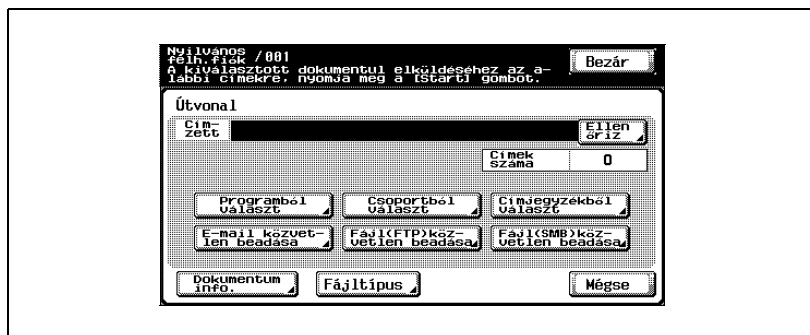 Nyilvános
felh.fiók /001
A kiválasztott dokumentul elküldéséhez az a-
lábbi címekre, nyomja meg a [Start] gombot.
Bezár
Útvonal
Cím-
zett
Ellen
őriz
Címek
száma
0
Programból
választ
Csoportból
választ
Címjegyzékből
választ
E-mail közvet-
len beadása
Fájl(FTP)köz-
vetlen beadása
Fájl(SMB)köz-
vetlen beadása
Dokumentum
info.
Fájltípus
Mégse